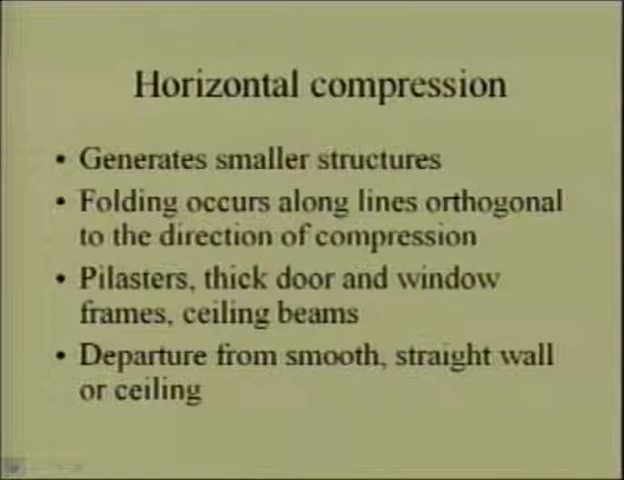 Horizontal compression
• Generates smaller structures
• Folding occurs along lines orthogonal
to the direction of compression
• Pilasters, thick door and window
frames, ceiling beams
• Departure from smooth, straight wall
or ceiling